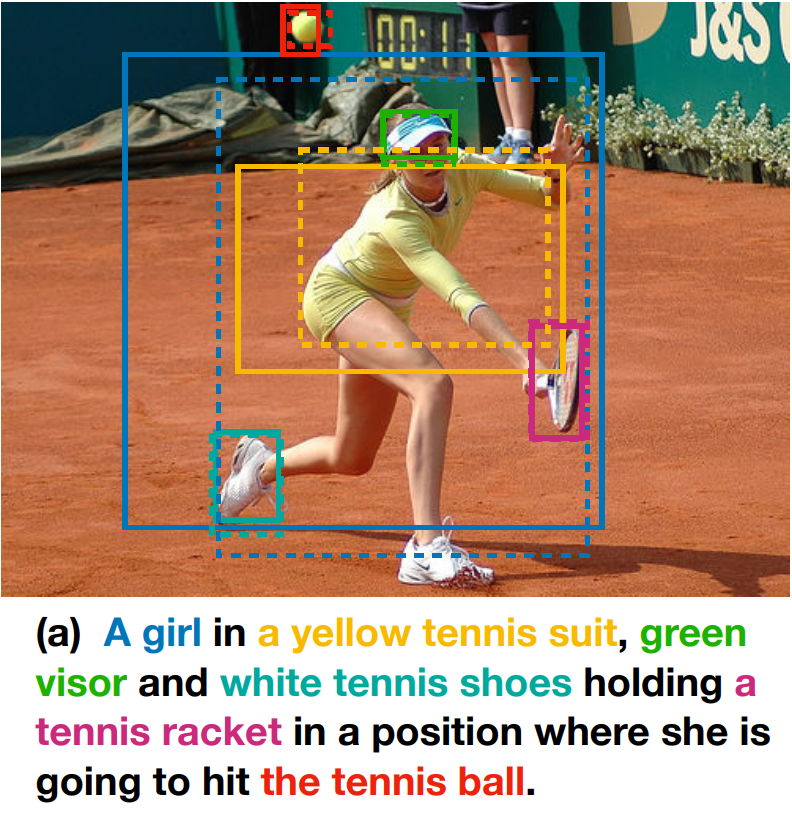 J&S
00:11
(a) A girl in a yellow tennis suit, green
visor and white tennis shoes holding a
tennis racket in a position where she is
going to hit the tennis ball.